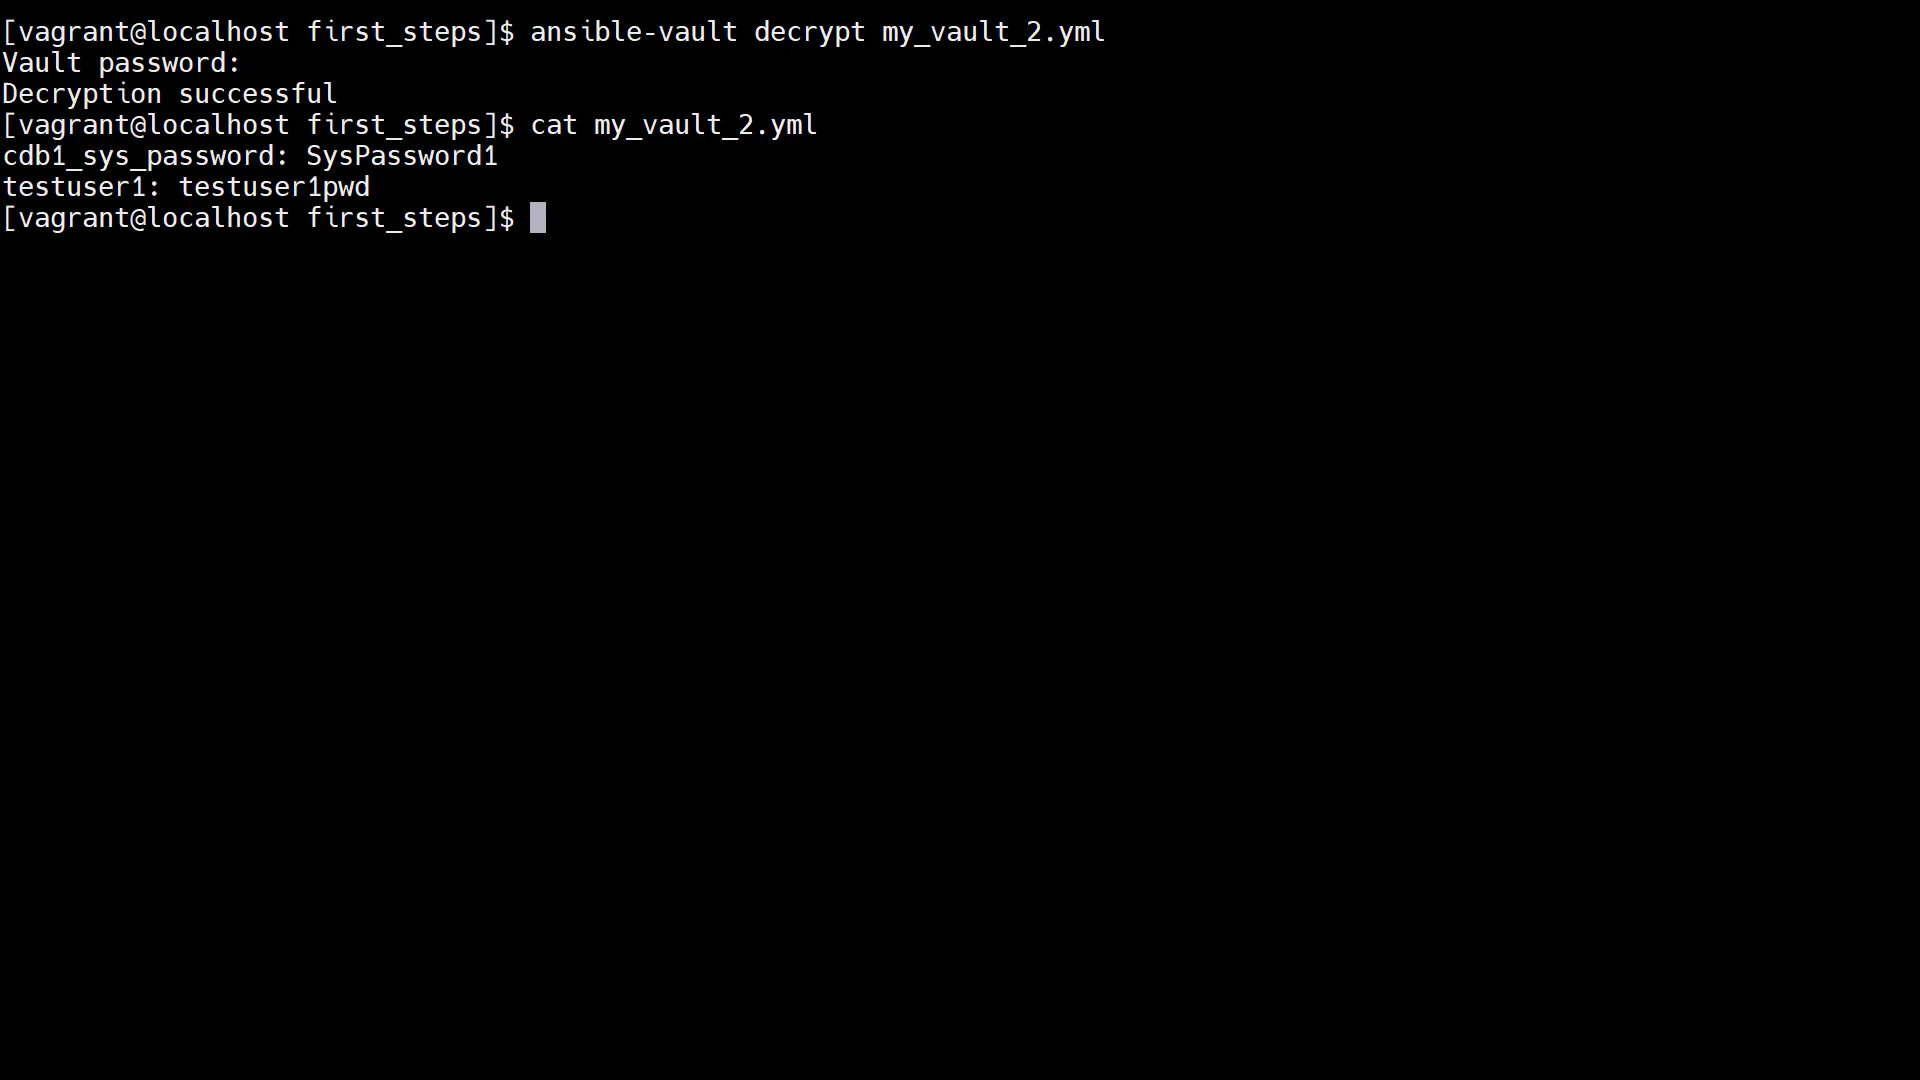 [vagrant@localhost first_steps]$ ansible-vault decrypt my_vault_2.yml
Vault password:
Decryption successful
[vagrant@localhost first_steps]$ cat my_vault_2.yml
cdb1_sys_password: SysPassword1
testuser1: testuser1pwd
[vagrant@localhost first_steps]$